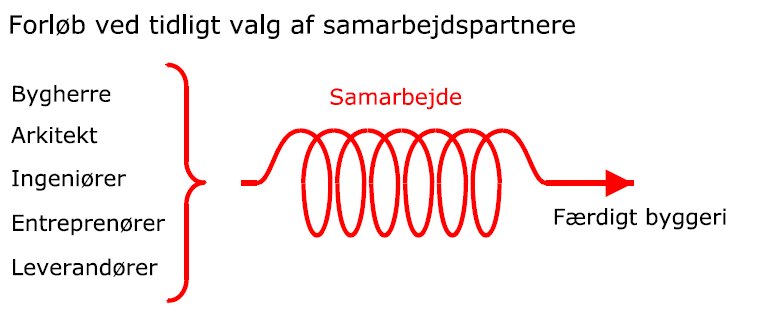 Forløb ved tidligt valg af samarbejdspartnere
Bygherre
Arkitekt
Ingeniører
Entreprenører
Leverandører
Samarbejde
Færdigt byggeri